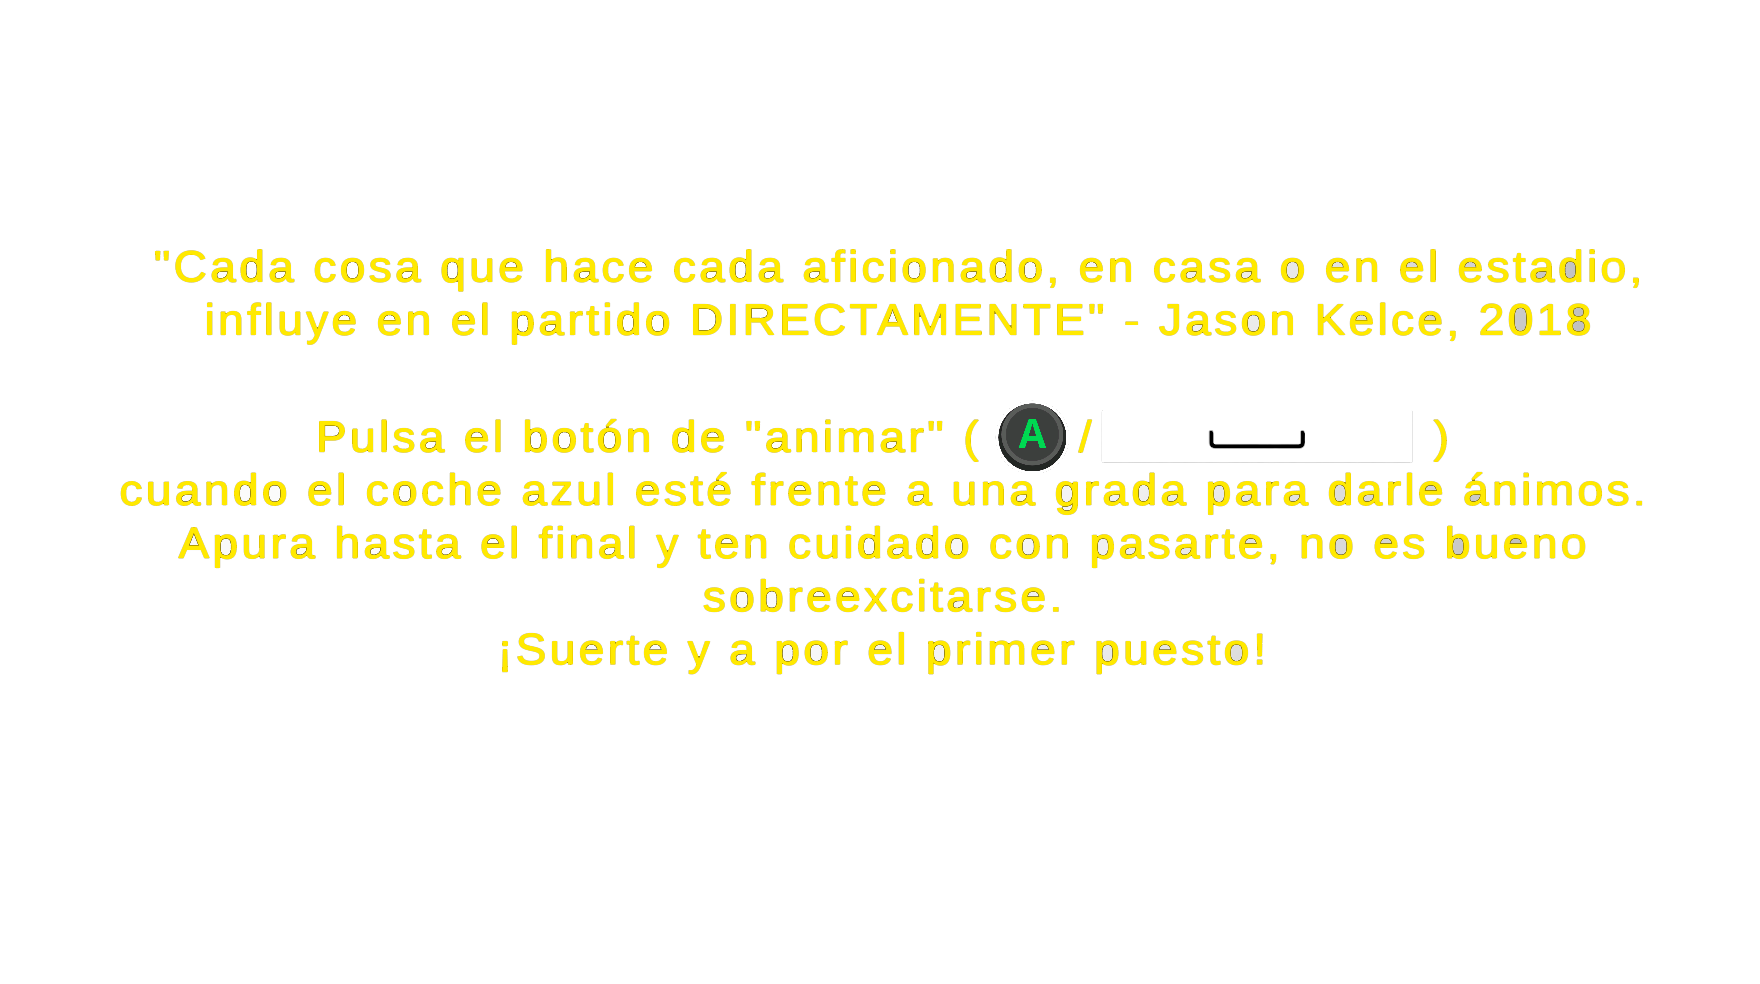 "Cada cosa que hace cada aficionado, en casa o en el estadio,
influye en el partido DIRECTAMENTE" - Jason Kelce, 2018
Pulsa el botón de "animar" ( A / )
cuando el coche azul esté frente a una grada para darle ánimos.
Apura hasta el final y ten cuidado con pasarte, no es bueno
sobreexcitarse.
¡Suerte y a por el primer puesto!